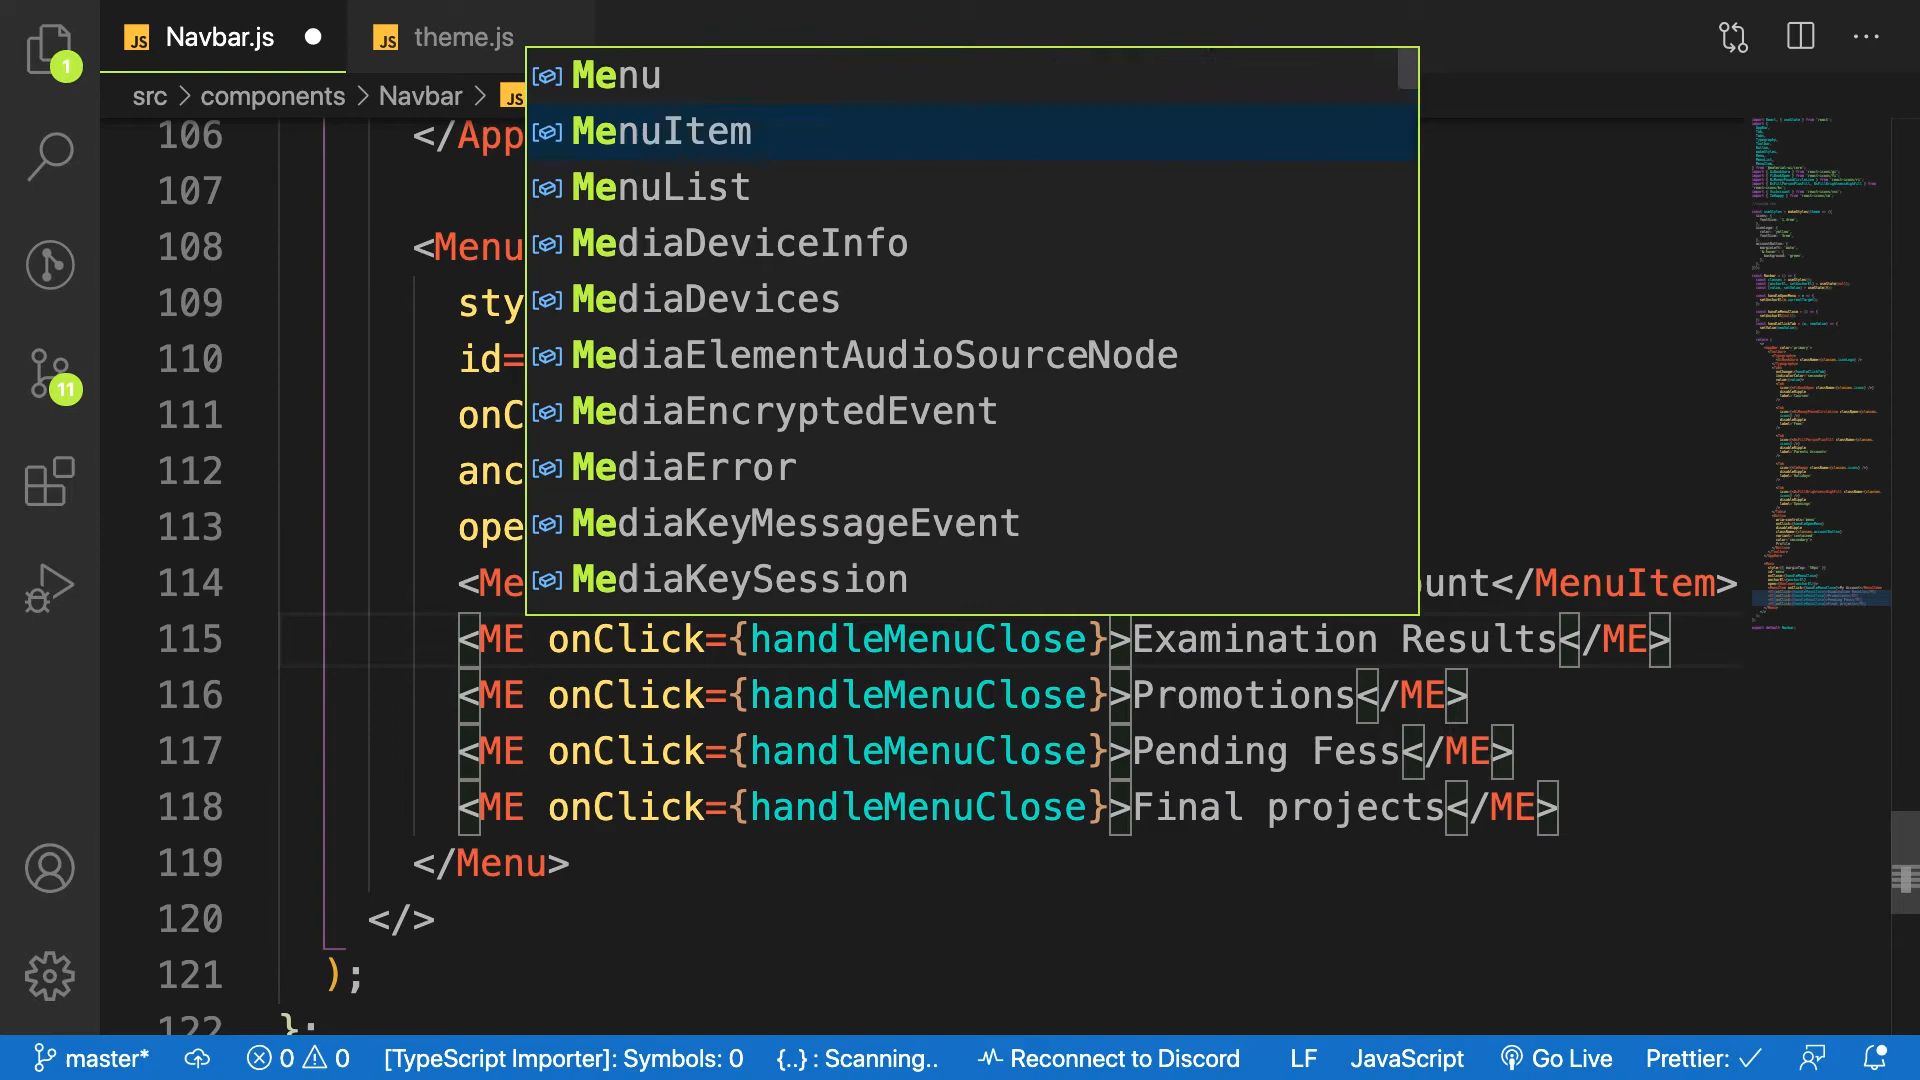 JS Navbar.js
JS theme.js
1
src > components > Navbar > JS
Menu
MenuItem
MenuList
MediaDeviceInfo
MediaDevices
MediaElementAudioSourceNode
MediaEncryptedEvent
MediaError
MediaKeyMessageEvent
MediaKeySession
106 </App
107
108 <Menu
109 sty
110 id=
111 onC
112 anc
113 ope
114 <Me ount</MenuItem>
115 <ME onClick={handleMenuClose}>Examination Results</ME>
116 <ME onClick={handleMenuClose}>Promotions</ME>
117 <ME onClick={handleMenuClose}>Pending Fess</ME>
118 <ME onClick={handleMenuClose}>Final projects</ME>
119 </Menu>
120 </>
121 );
122 };
11
master* 0 0 [TypeScript Importer]: Symbols: 0 {..} : Scanning.. Reconnect to Discord LF JavaScript Go Live Prettier: ✓